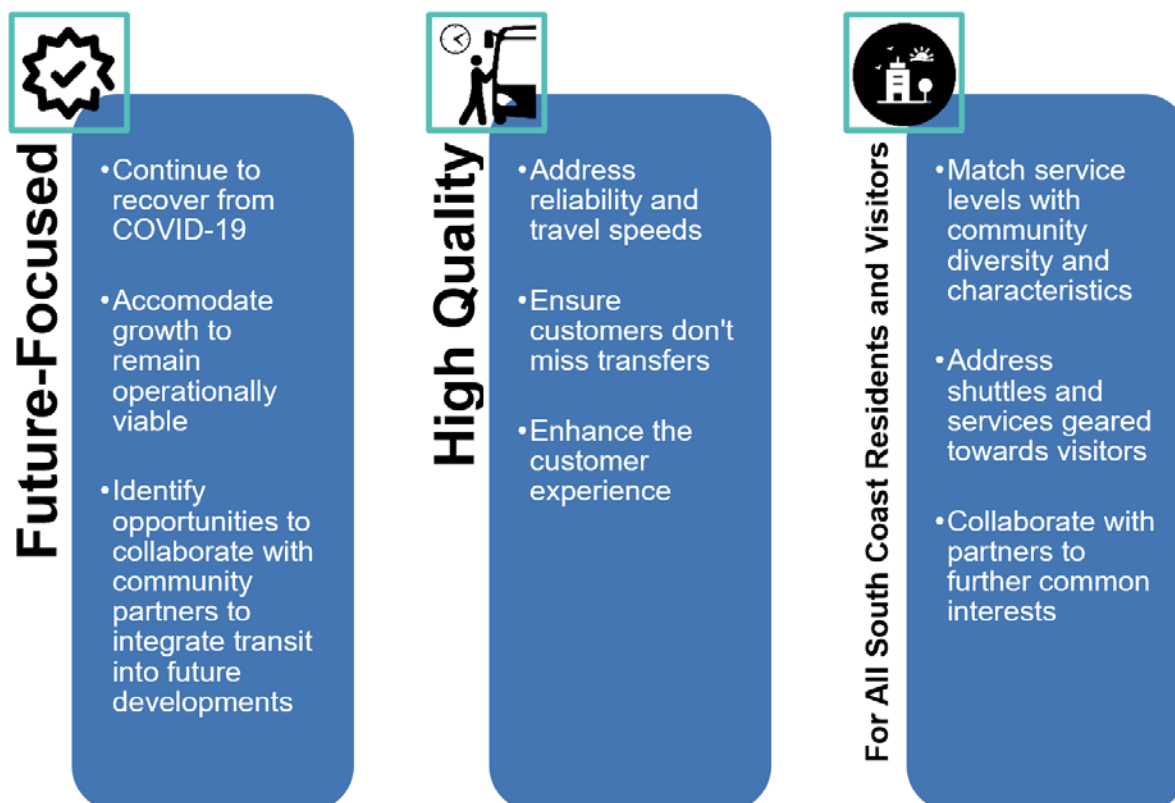 Future-Focused
•Continue to
recover from
COVID-19
•Accomodate
growth to
remain
operationally
viable
•Identify
opportunities to
collaborate with
community
partners to
integrate transit
into future
developments
High Quality
•Address
reliability and
travel speeds
•Ensure
customers don't
miss transfers
•Enhance the
customer
experience
For All South Coast Residents and Visitors
•Match service
levels with
community
diversity and
characteristics
•Address
shuttles and
services geared
towards visitors
•Collaborate with
partners to
further common
interests